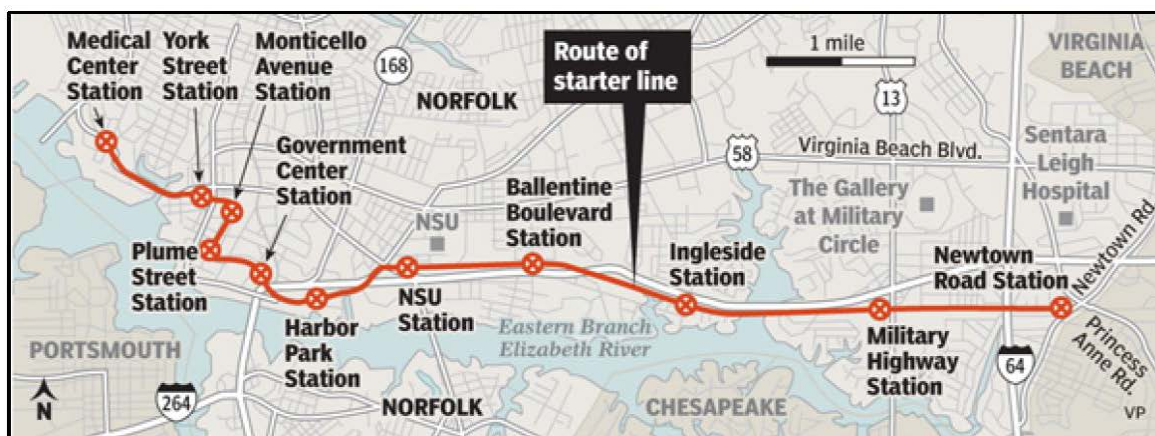 Medical
Center
Station
York
Street
Station
Monticello
Avenue
Station
168
NORFOLK
Route of
starter line
1 mile
13
VIRGINIA
BEACH
Government
Center
Station
58
Virginia Beach Blvd.
Sentara
Leigh
Hospital
NSU
Ballentine
Boulevard
Station
The Gallery
at Military
Circle
Plume
Street
Station
Ingleside
Station
Newtown
Road Station
Newtown Rd.
NSU
Station
Harbor
Park
Station
Eastern Branch
Elizabeth River
Military
Highway
Station
Princess
Anne Rd.
PORTSMOUTH
N
264
NORFOLK
CHESAPEAKE
64
VP